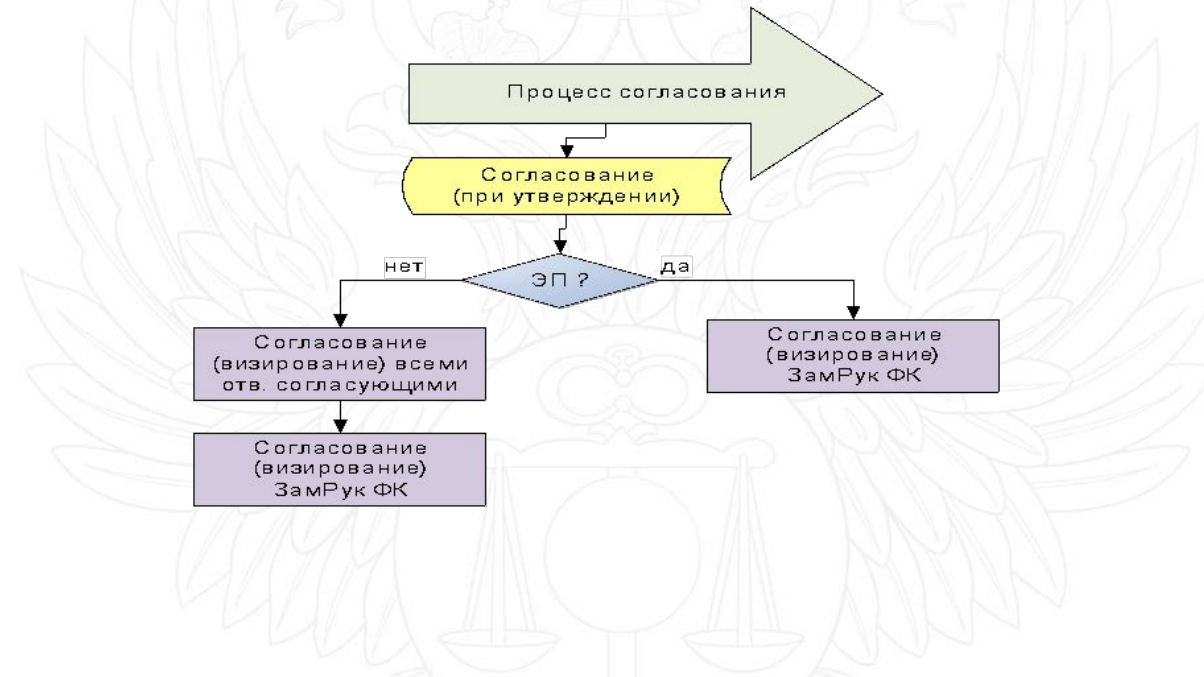 Процесс согласования
Согласование
(при утверждении)
нет
ЭП ?
да
Согласование
(визирование) всеми
отв. согласующими
Согласование
(визирование)
ЗамРук ФК
Согласование
(визирование)
ЗамРук ФК